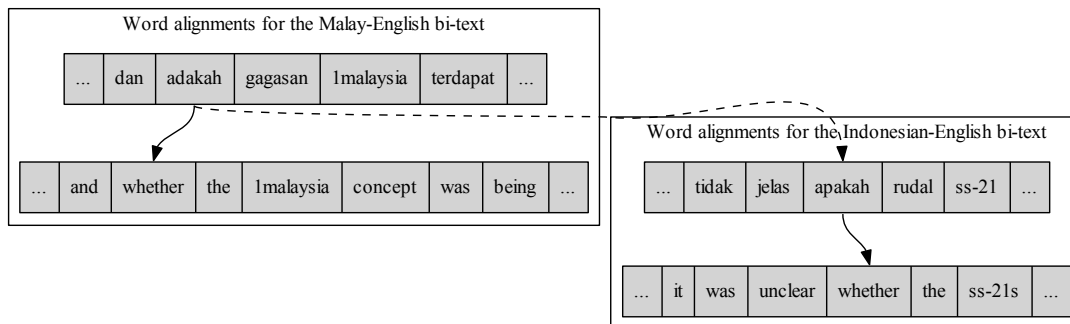 Word alignments for the Malay-English bi-text
... dan adakah gagasan 1malaysia terdapat ...
... and whether the 1malaysia concept was being ...
Word alignments for the Indonesian-English bi-text
... tidak jelas apakah rudal ss-21 ...
... it was unclear whether the ss-21s ...